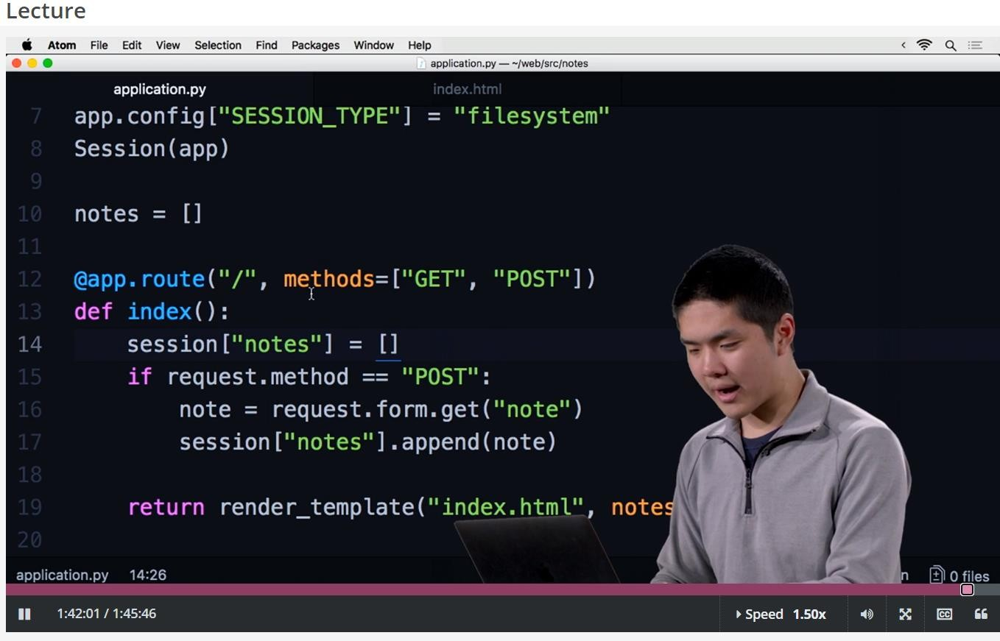 Lecture
Atom File Edit View Selection Find Packages Window Help
application.py — ~/web/src/notes
application.py index.html
7 app.config["SESSION_TYPE"] = "filesystem"
8 Session(app)
9
10 notes = []
11
12 @app.route("/", methods=["GET", "POST"])
13 def index():
14 session["notes"] = []
15 if request.method == "POST":
16 note = request.form.get("note")
17 session["notes"].append(note)
18
19 return render_template("index.html", notes
20
application.py 14:26 n 0 files
1:42:01 / 1:45:46 Speed 1.50x CC